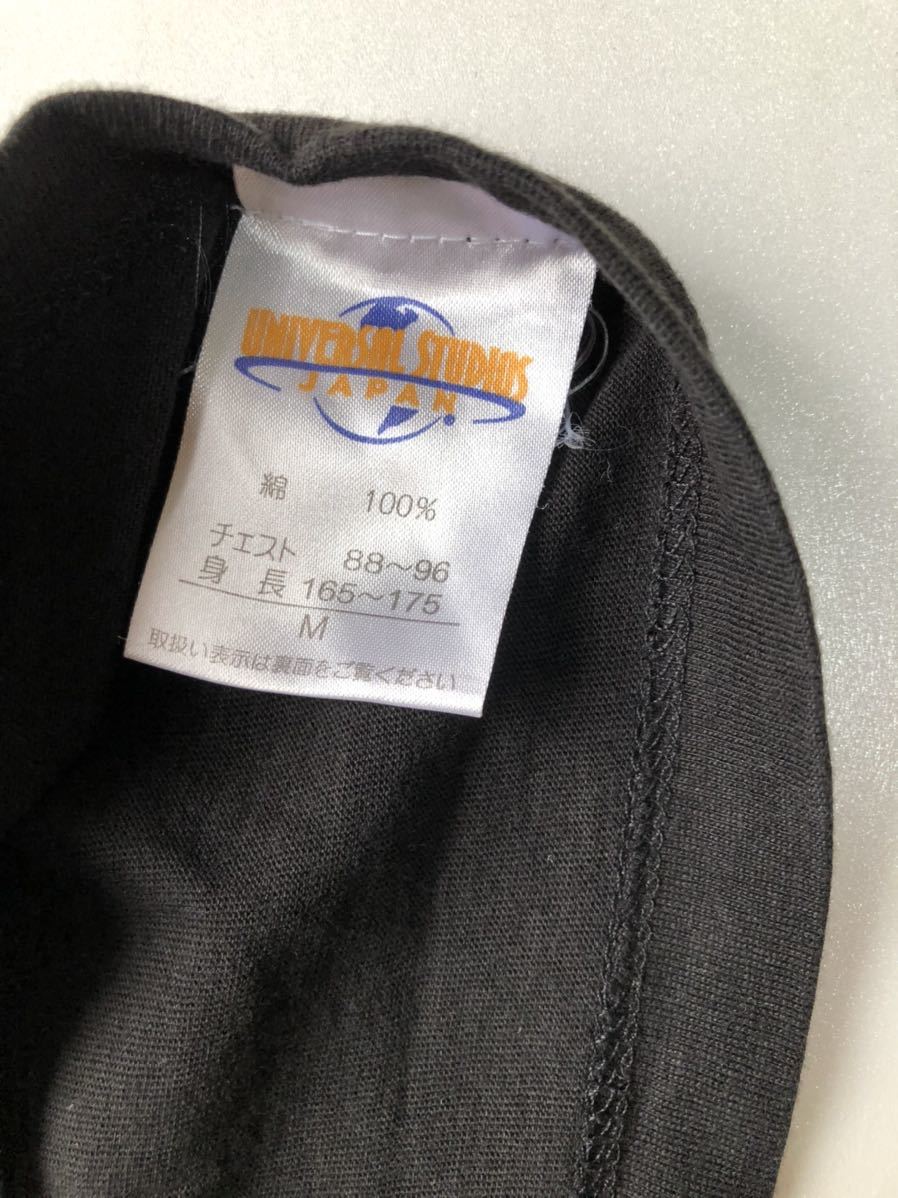 UNIVERSAL STUDIOS
JAPAN®
綿 100%
チェスト 88～96
身長 165～175
M
取扱い表示は裏面をご覧ください